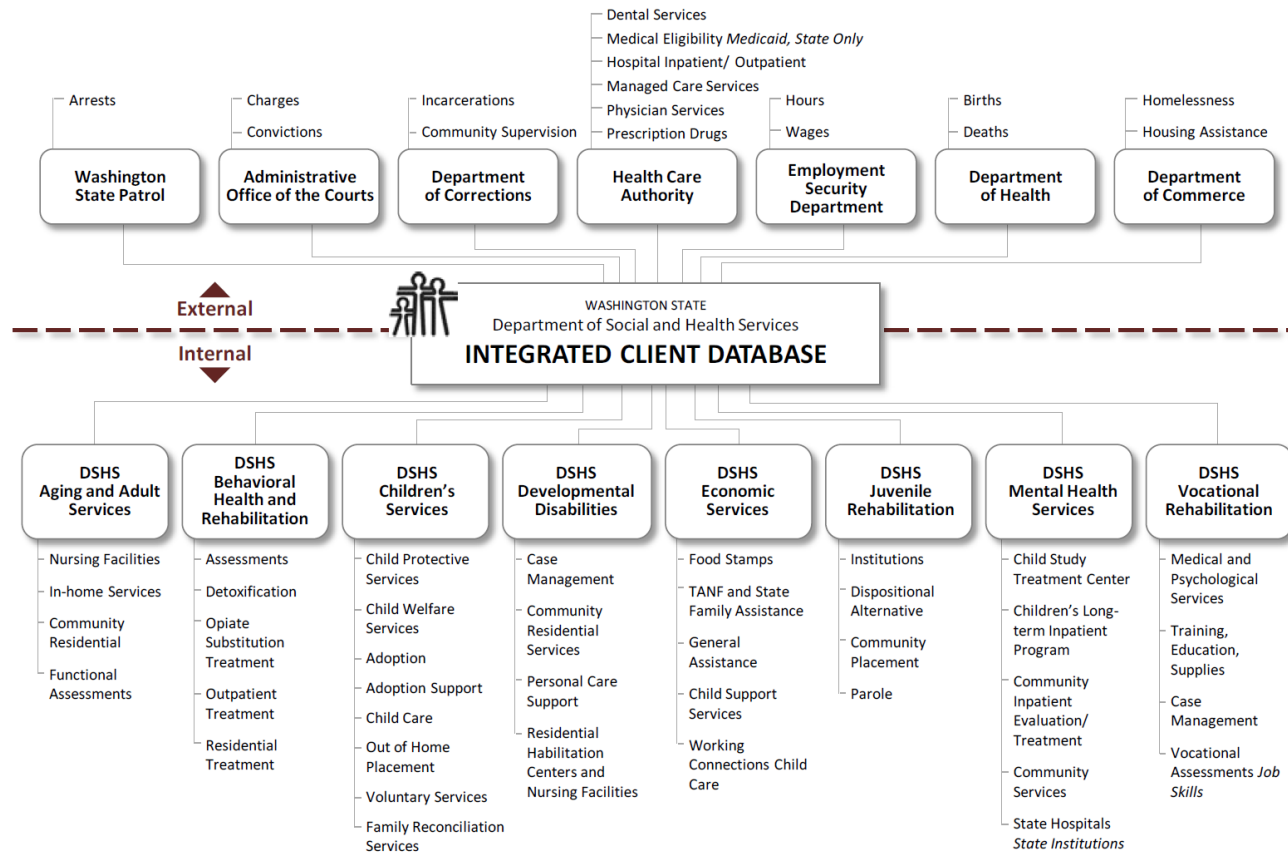 Dental Services
Medical Eligibility Medicaid, State Only
Hospital Inpatient/ Outpatient
Managed Care Services
Physician Services
Prescription Drugs
Arrests
Charges
Convictions
Incarcerations
Community Supervision
Hours
Wages
Births
Deaths
Homelessness
Housing Assistance
Washington
State Patrol
Administrative
Office of the Courts
Department
of Corrections
Health Care
Authority
Employment
Security
Department
Department
of Health
Department
of Commerce
External
Internal
WASHINGTON STATE
Department of Social and Health Services
INTEGRATED CLIENT DATABASE
DSHS
Aging and Adult
Services
Nursing Facilities
In-home Services
Community
Residential
Functional
Assessments
DSHS
Behavioral
Health and
Rehabilitation
Assessments
Detoxification
Opiate
Substitution
Treatment
Outpatient
Treatment
Residential
Treatment
DSHS
Children’s
Services
Child Protective
Services
Child Welfare
Services
Adoption
Adoption Support
Child Care
Out of Home
Placement
Voluntary Services
Family Reconciliation
Services
DSHS
Developmental
Disabilities
Case
Management
Community
Residential
Services
Personal Care
Support
Residential
Habilitation
Centers and
Nursing Facilities
DSHS
Economic
Services
Food Stamps
TANF and State
Family Assistance
General
Assistance
Child Support
Services
Working
Connections Child
Care
DSHS
Juvenile
Rehabilitation
Institutions
Dispositional
Alternative
Community
Placement
Parole
DSHS
Mental Health
Services
Child Study
Treatment Center
Children’s Long-
term Inpatient
Program
Community
Inpatient
Evaluation/
Treatment
Community
Services
State Hospitals
State Institutions
DSHS
Vocational
Rehabilitation
Medical and
Psychological
Services
Training,
Education,
Supplies
Case
Management
Vocational
Assessments Job
Skills